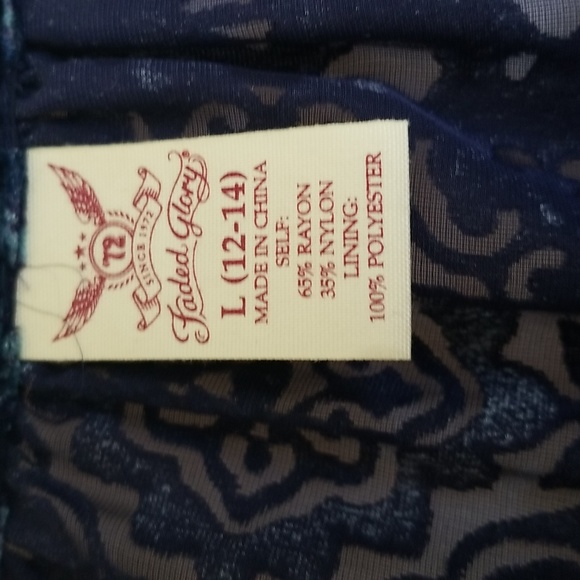 72
SINCE 1972
Faded Glory
L (12-14)
MADE IN CHINA
SELF:
65% RAYON
35% NYLON
LINING:
100% POLYESTER